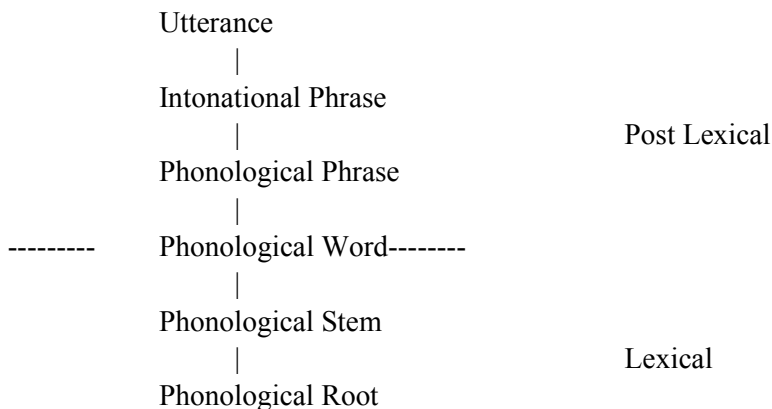 Utterance
|
Intonational Phrase
| Post Lexical
Phonological Phrase
|
--------- Phonological Word--------
|
Phonological Stem
| Lexical
Phonological Root